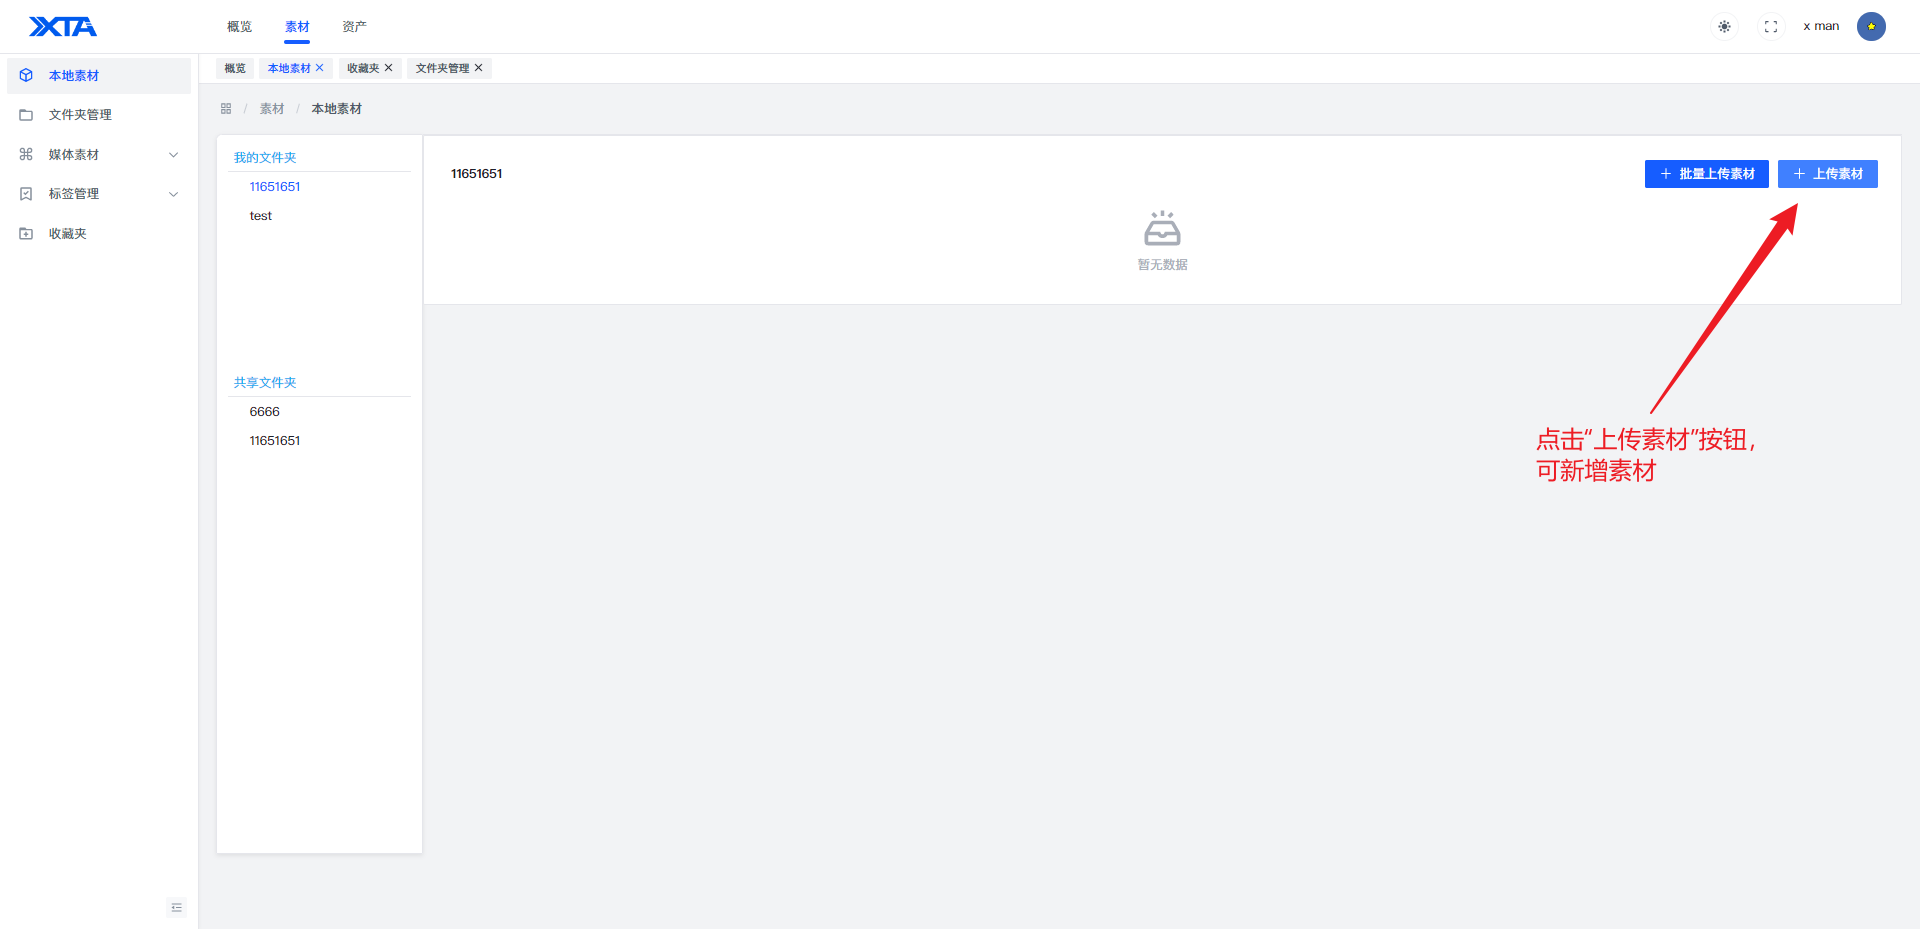 XXTA
概览
素材
资产
x man
本地素材
文件夹管理
媒体素材
标签管理
收藏夹
概览
本地素材
收藏夹
文件夹管理
/ 素材 / 本地素材
我的文件夹
11651651
test
共享文件夹
6666
11651651
11651651
批量上传素材
上传素材
暂无数据
点击“上传素材”按钮,
可新增素材